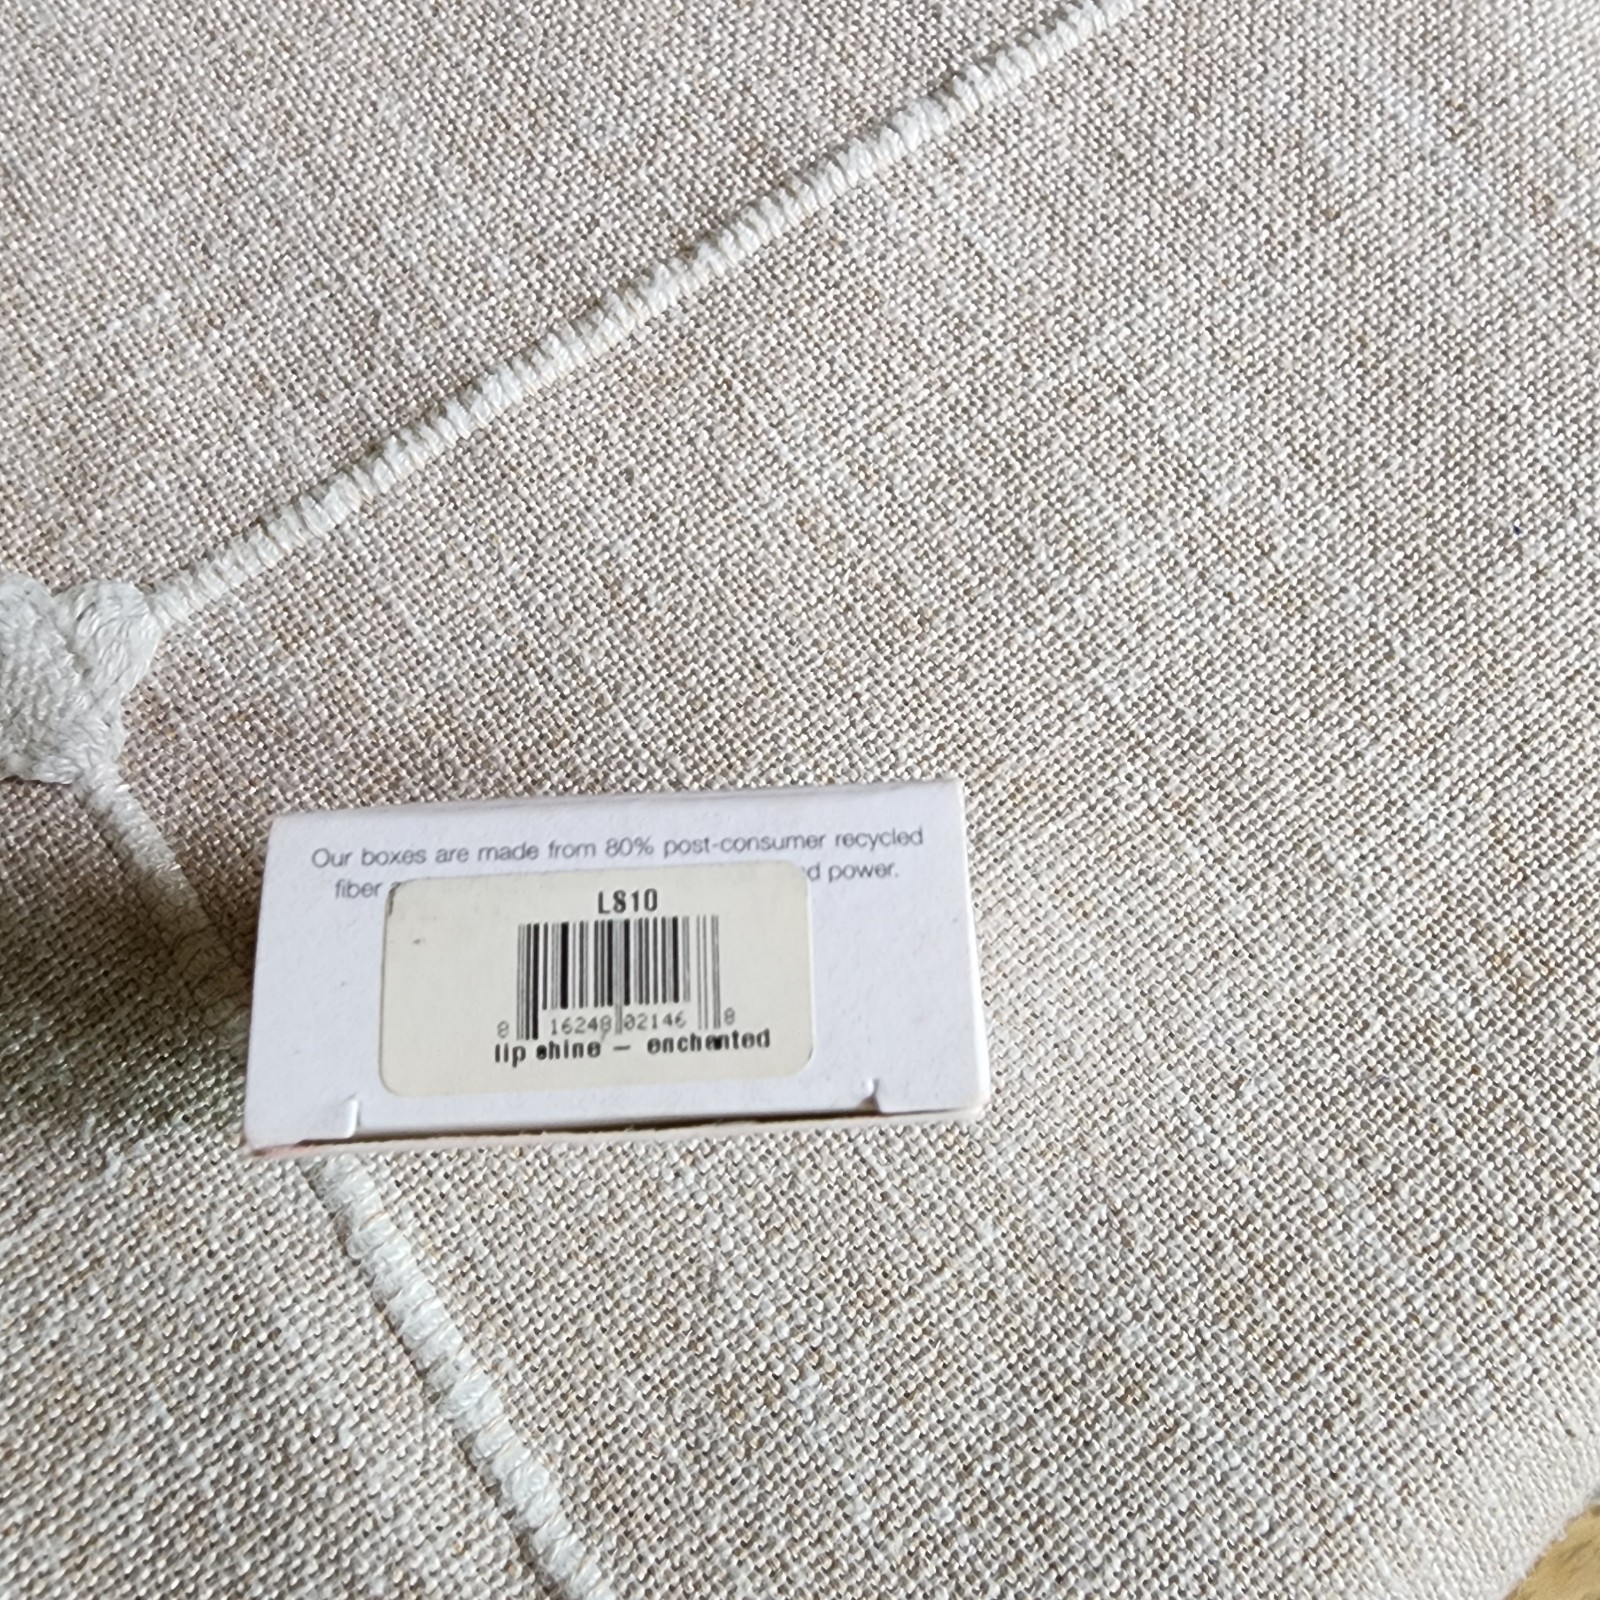 Our boxes are made from 80% post-consumer recycled
fiber
power.
LS10
8 16248 02146 8
lip shine – enchanted